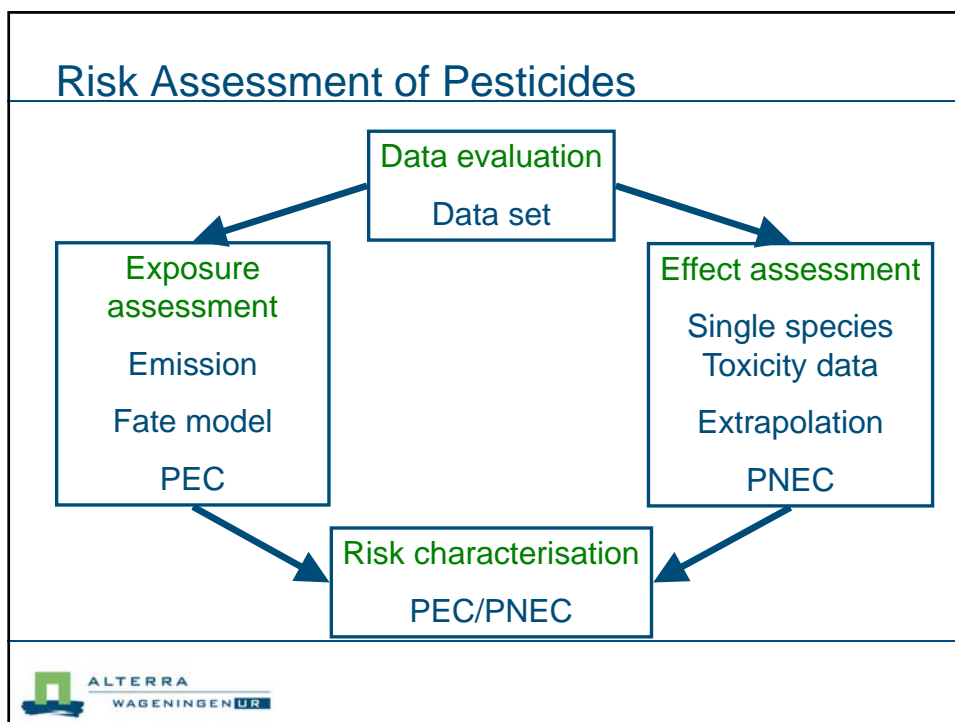 Risk Assessment of Pesticides
Data evaluation
Data set
Exposure
assessment
Emission
Fate model
PEC
Effect assessment
Single species
Toxicity data
Extrapolation
PNEC
Risk characterisation
PEC/PNEC
ALTERRA
WAGENINGEN UR